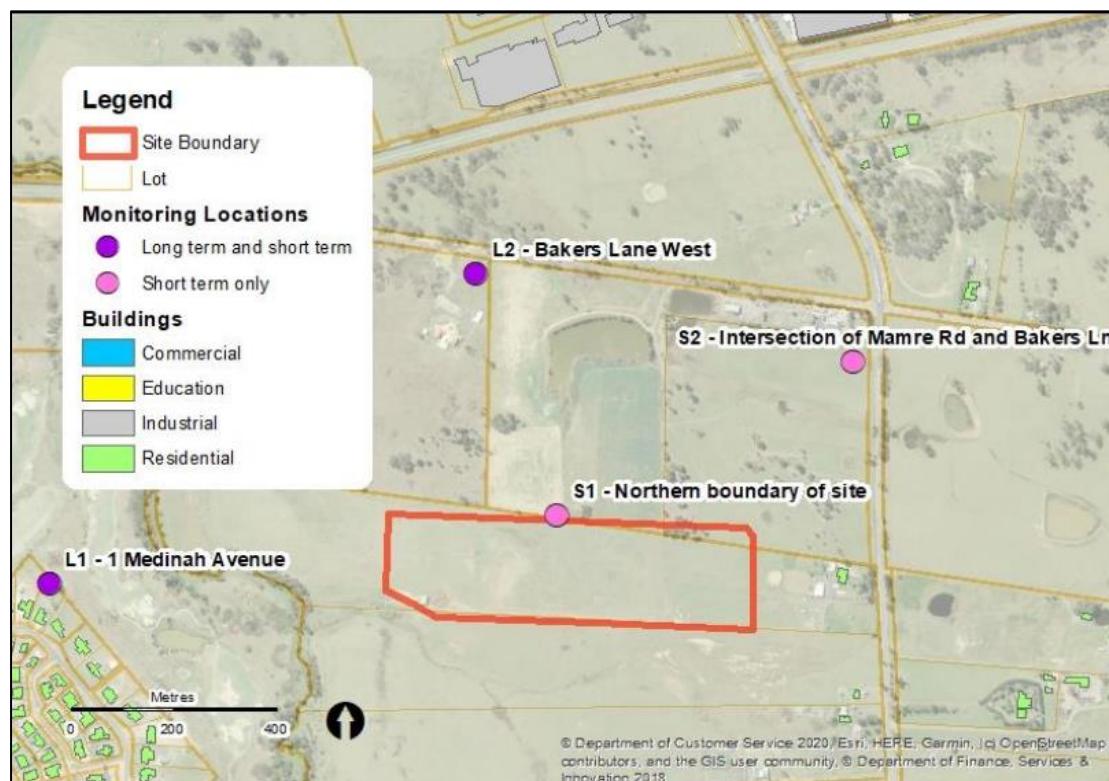 Legend
Site Boundary
Lot
Monitoring Locations
Long term and short term
Short term only
Buildings
Commercial
Education
Industrial
Residential
L2 - Bakers Lane West
S2 - Intersection of Mamre Rd and Bakers Ln
S1 - Northern boundary of site
L1 - 1 Medinah Avenue
Metres
0 200 400
© Department of Customer Service 2020, Esri, HERE, Garmin, (c) OpenStreetMap
contributors, and the GIS user community, © Department of Finance, Services &
Innovation 2018